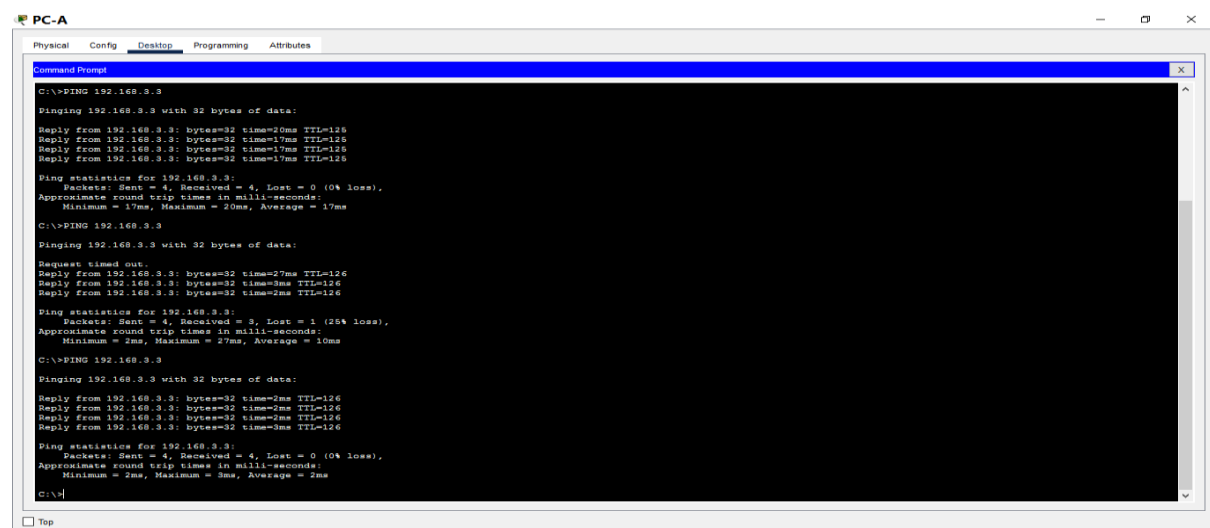 PC-A
Physical Config Desktop Programming Attributes
Command Prompt
X
C:\>PING 192.168.3.3
Pinging 192.168.3.3 with 32 bytes of data:
Reply from 192.168.3.3: bytes=32 time=20ms TTL=125
Reply from 192.168.3.3: bytes=32 time=17ms TTL=125
Reply from 192.168.3.3: bytes=32 time=17ms TTL=125
Reply from 192.168.3.3: bytes=32 time=17ms TTL=125
Ping statistics for 192.168.3.3:
Packets: Sent = 4, Received = 4, Lost = 0 (0% loss),
Approximate round trip times in milli-seconds:
Minimum = 17ms, Maximum = 20ms, Average = 17ms
C:\>PING 192.168.3.3
Pinging 192.168.3.3 with 32 bytes of data:
Request timed out.
Reply from 192.168.3.3: bytes=32 time=27ms TTL=126
Reply from 192.168.3.3: bytes=32 time=3ms TTL=126
Reply from 192.168.3.3: bytes=32 time=2ms TTL=126
Ping statistics for 192.168.3.3:
Packets: Sent = 4, Received = 3, Lost = 1 (25% loss),
Approximate round trip times in milli-seconds:
Minimum = 2ms, Maximum = 27ms, Average = 10ms
C:\>PING 192.168.3.3
Pinging 192.168.3.3 with 32 bytes of data:
Reply from 192.168.3.3: bytes=32 time=2ms TTL=126
Reply from 192.168.3.3: bytes=32 time=2ms TTL=126
Reply from 192.168.3.3: bytes=32 time=2ms TTL=126
Reply from 192.168.3.3: bytes=32 time=3ms TTL=126
Ping statistics for 192.168.3.3:
Packets: Sent = 4, Received = 4, Lost = 0 (0% loss),
Approximate round trip times in milli-seconds:
Minimum = 2ms, Maximum = 3ms, Average = 2ms
C:\>
Top